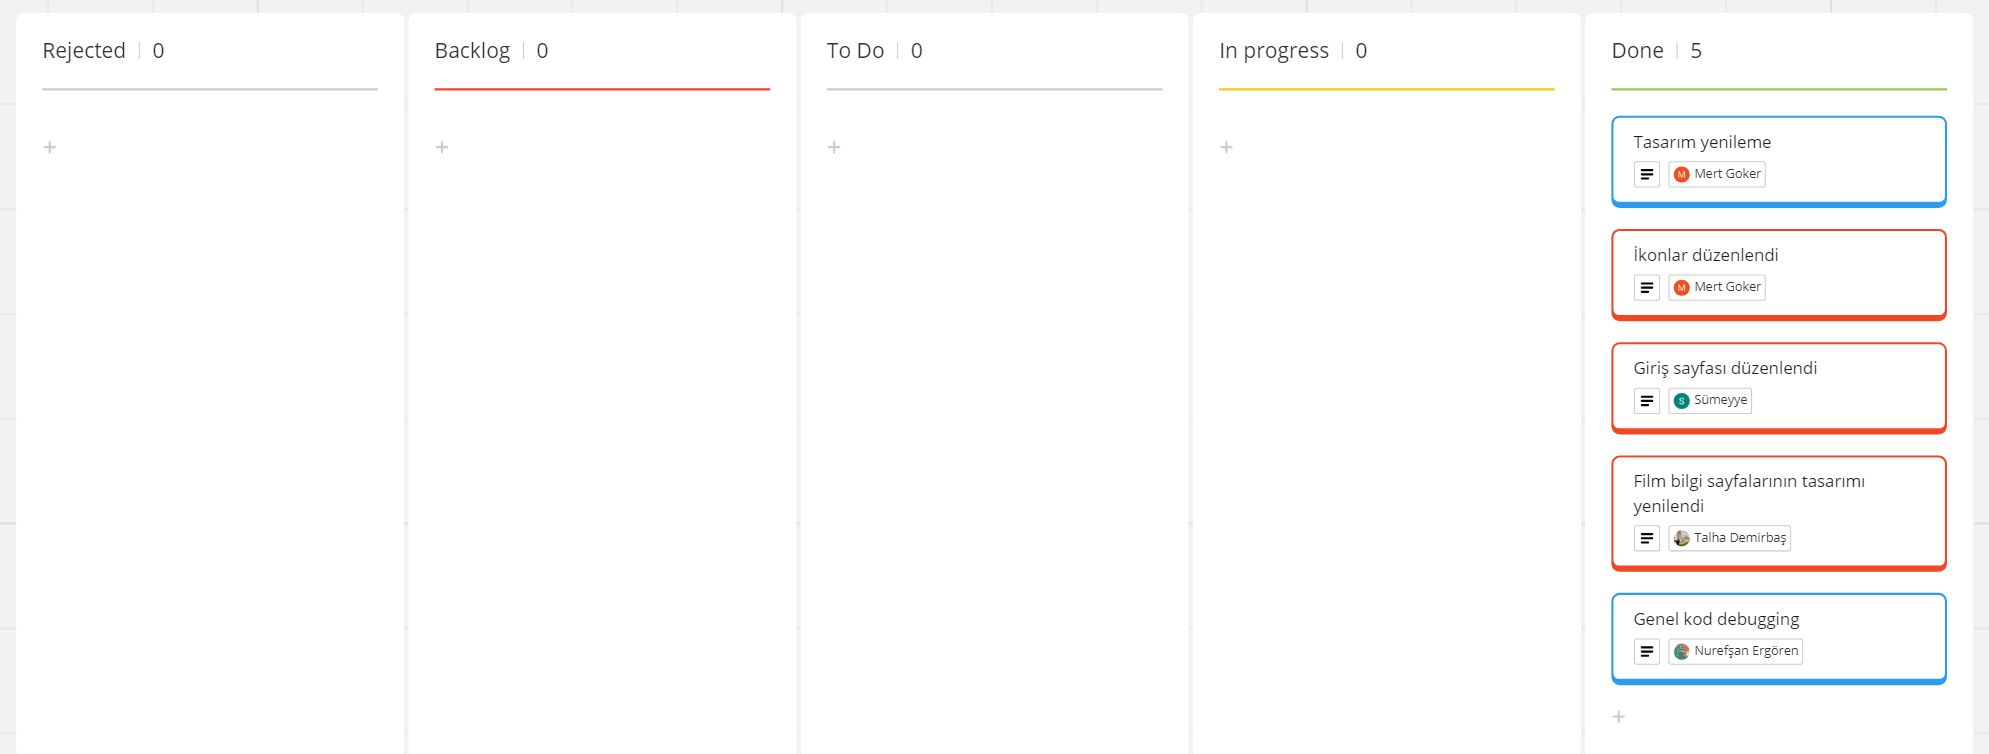 Rejected | 0
Backlog | 0
To Do | 0
In progress | 0
Done | 5
Tasarım yenileme
M Mert Goker
İkonlar düzenlendi
M Mert Goker
Giriş sayfası düzenlendi
S Sümeyye
Film bilgi sayfalarının tasarımı
yenilendi
Talha Demirbaş
Genel kod debugging
Nurefşan Ergören